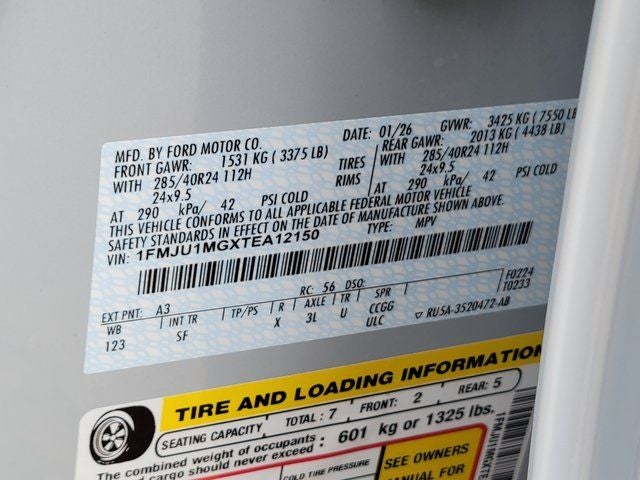 MFD. BY FORD MOTOR CO. DATE: 01/26 GVWR: 3425 KG ( 7550 LB
FRONT GAWR: 1531 KG ( 3375 LB) REAR GAWR: 2013 KG ( 4438 LB)
WITH 285/40R24 112H TIRES WITH 285/40R24 112H
24x9.5 RIMS 24x9.5
AT 290 kPa/ 42 PSI COLD AT 290 kPa/ 42 PSI COLD
THIS VEHICLE CONFORMS TO ALL APPLICABLE FEDERAL MOTOR VEHICLE
SAFETY STANDARDS IN EFFECT ON THE DATE OF MANUFACTURE SHOWN ABOVE.
VIN: 1FMJU1MGXTEA12150 TYPE: MPV
EXT PNT: A3 RC: 56 DSO: F0224
T0233
WB INT TR TP/PS R AXLE TR SPR
123 SF X 3L U CCGG
ULC ▽ RU5A-3520472-AB
TIRE AND LOADING INFORMATION
SEATING CAPACITY TOTAL : 7 FRONT: 2 REAR: 5
The combined weight of occupants
d cargo should never exceed : 601 kg or 1325 lbs.
COLD TIRE PRESSURE
SEE OWNERS
MANUAL FOR
1FMJU1MGXTE